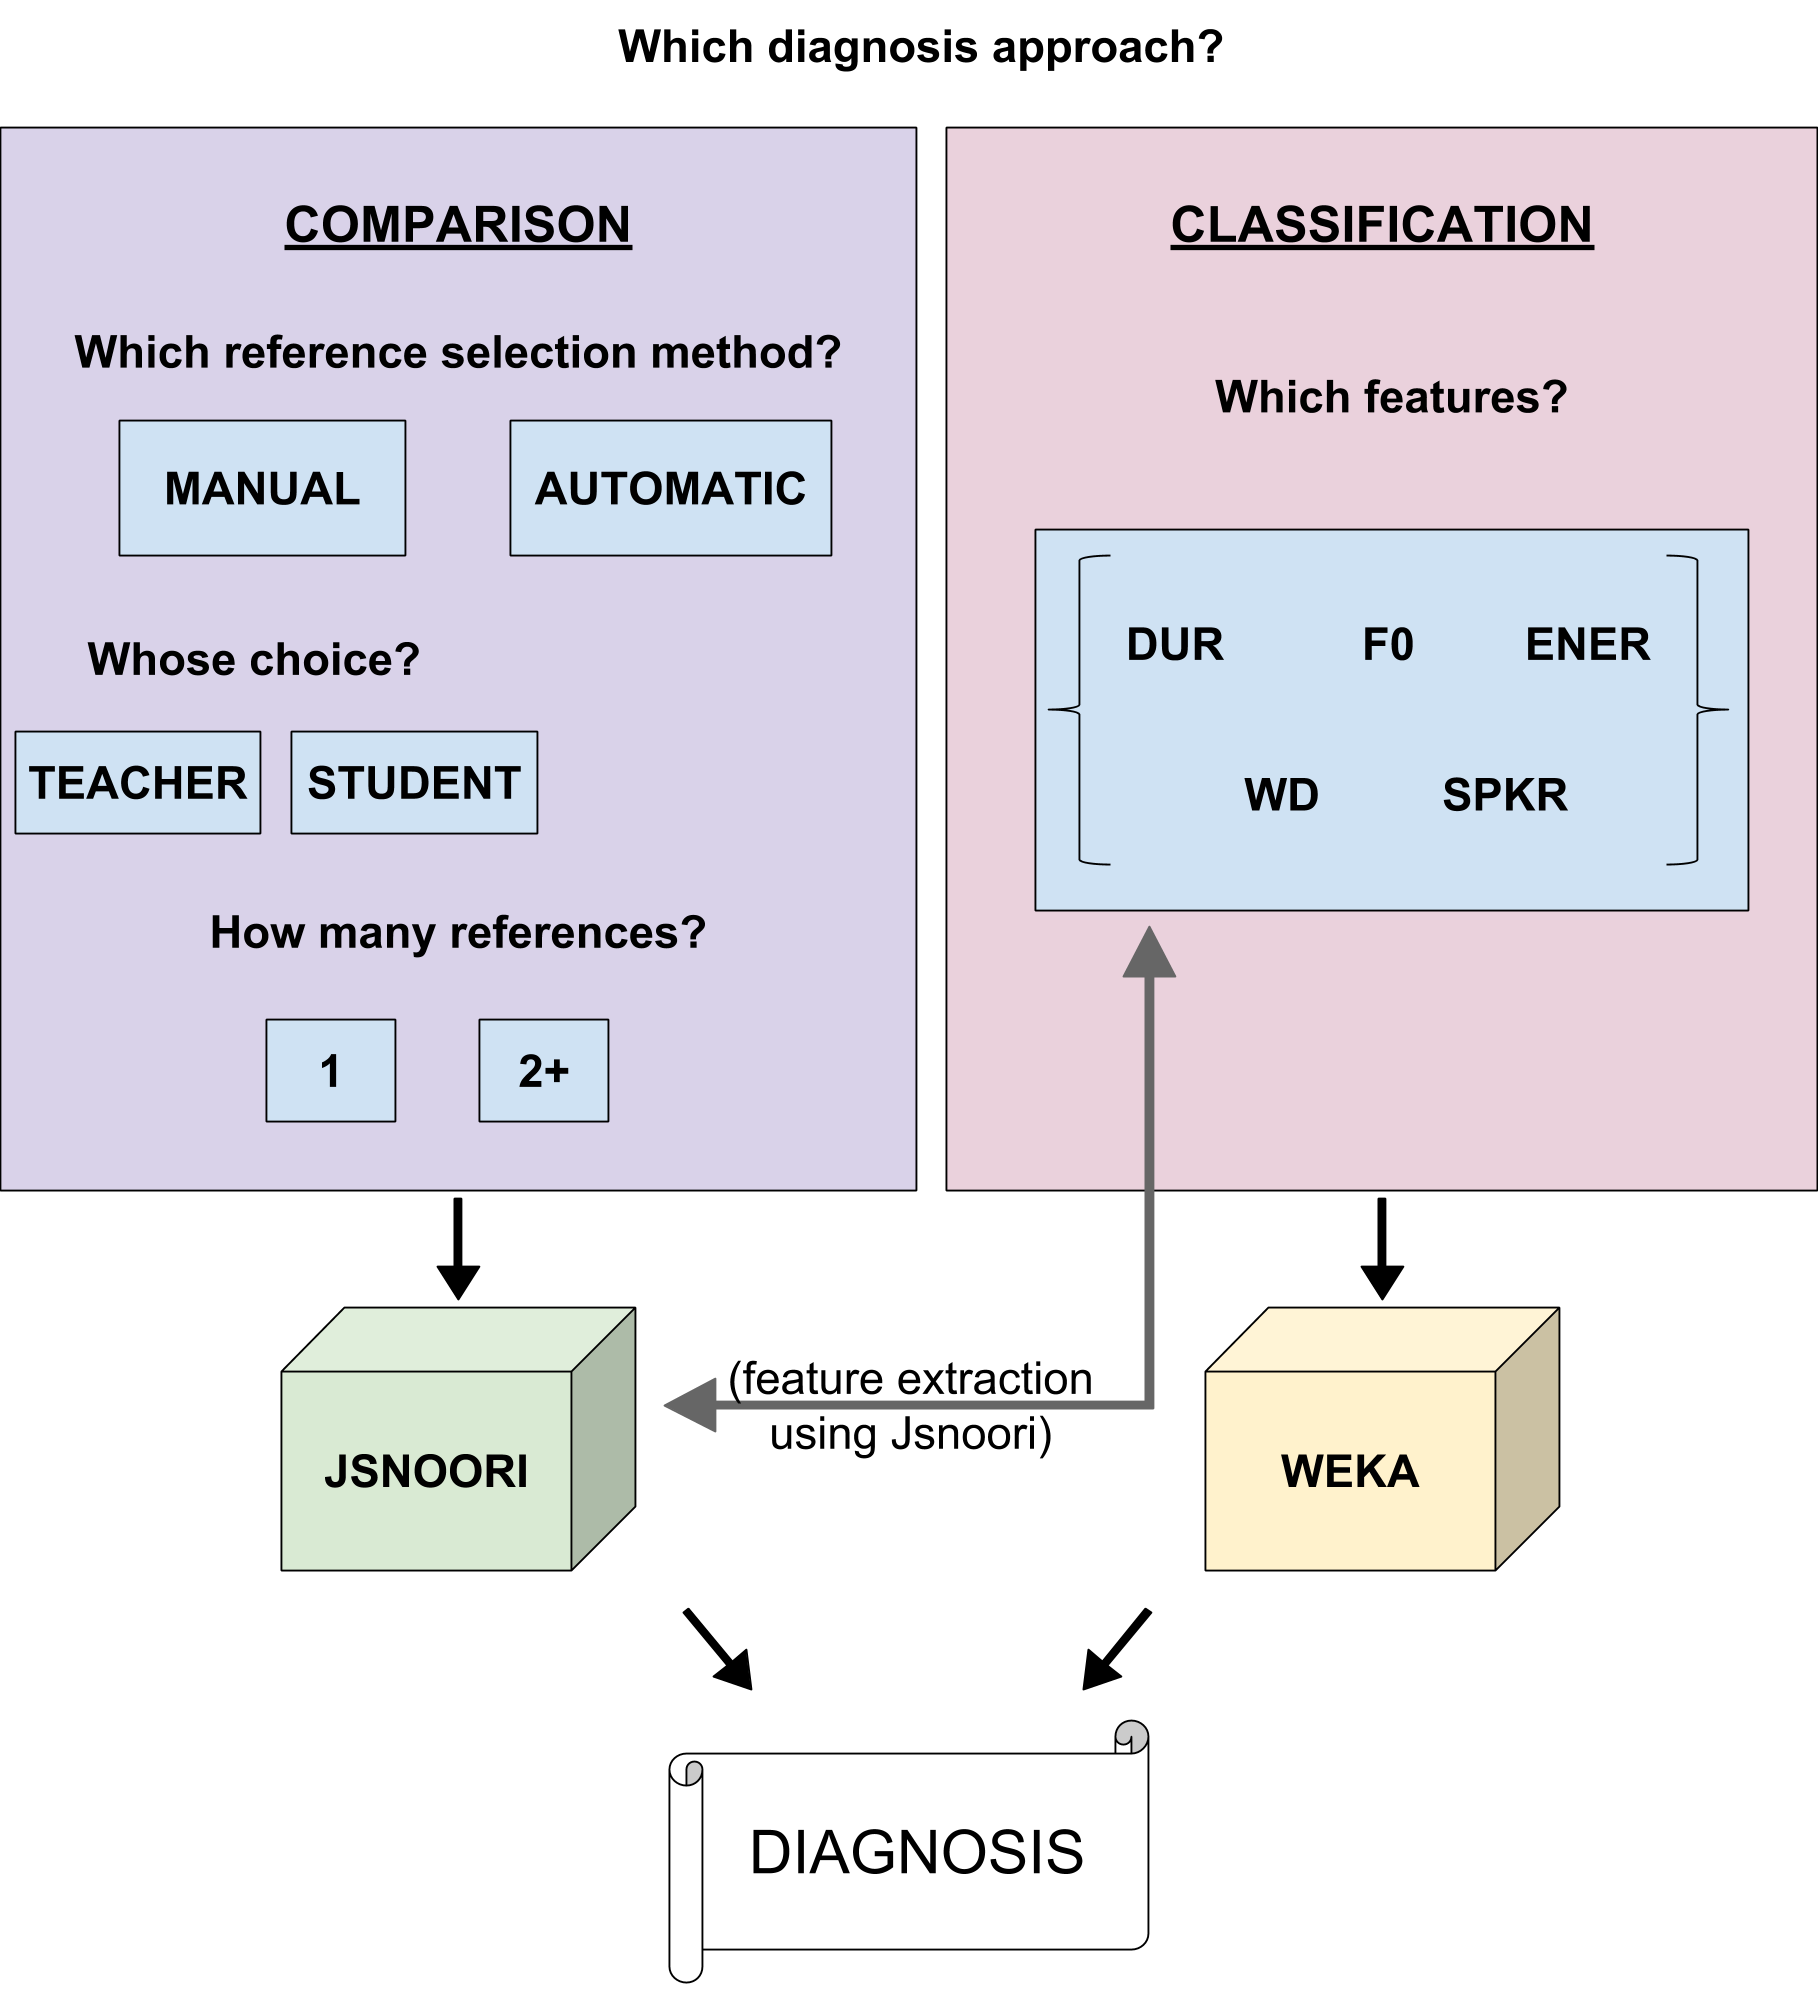 Which diagnosis approach?
COMPARISON
Which reference selection method?
MANUAL
AUTOMATIC
Whose choice?
TEACHER
STUDENT
How many references?
1
2+
CLASSIFICATION
Which features?
DUR
F0
ENER
WD
SPKR
(feature extraction
using Jsnoori)
JSNOORI
WEKA
DIAGNOSIS